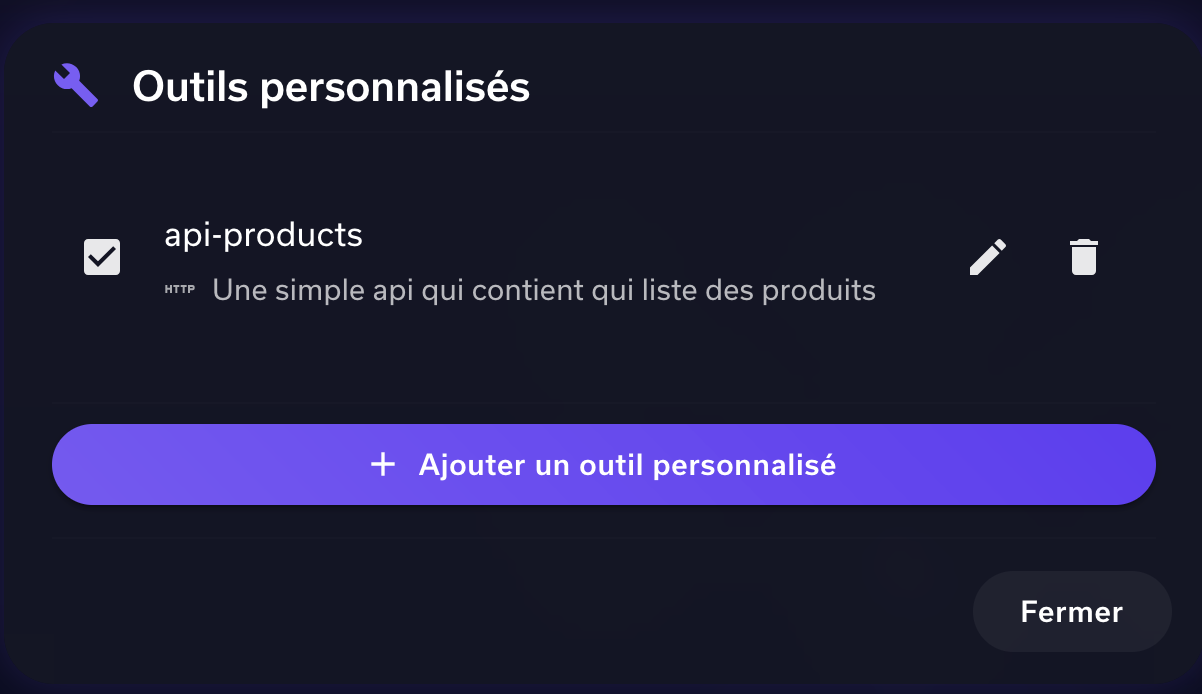 Outils personnalisés
api-products
HTTP Une simple api qui contient qui liste des produits
Ajouter un outil personnalisé
Fermer